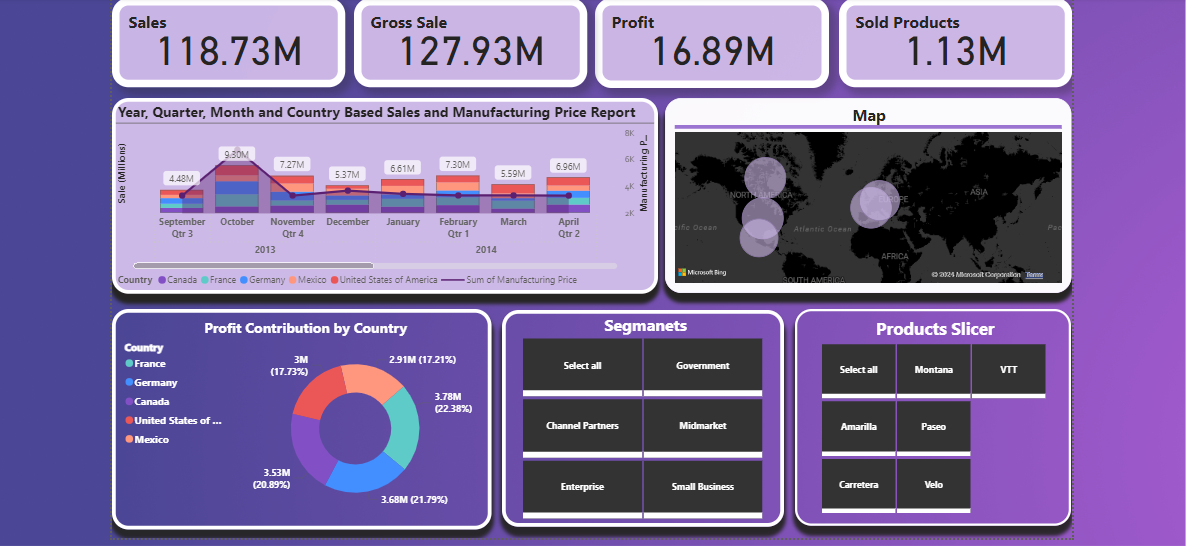 Sales
118.73M
Gross Sale
127.93M
Profit
16.89M
Sold Products
1.13M
Year, Quarter, Month and Country Based Sales and Manufacturing Price Report
Sale (Millions)
4.48M
9.30M
7.27M
5.37M
6.61M
7.30M
5.59M
6.96M
8K
6K
4K
2K
Manufacturing P...
September October November December January February March April
Qtr 3 Qtr 4 Qtr 1 Qtr 2
2013 2014
Country Canada France Germany Mexico United States of America Sum of Manufacturing Price
Map
NORTH AMERICA
EUROPE
ASIA
cific Ocean
Atlantic Ocean
Pac
AFRICA
SOUTH AMERICA
Microsoft Bing
© 2024 Microsoft Corporation Terms
Profit Contribution by Country
Country
France
Germany
Canada
United States of ...
Mexico
3M
(17.73%)
2.91M (17.21%)
3.78M
(22.38%)
3.53M
(20.89%)
3.68M (21.79%)
Segmanets
Select all Government
Channel Partners Midmarket
Enterprise Small Business
Products Slicer
Select all Montana VTT
Amarilla Paseo
Carretera Velo